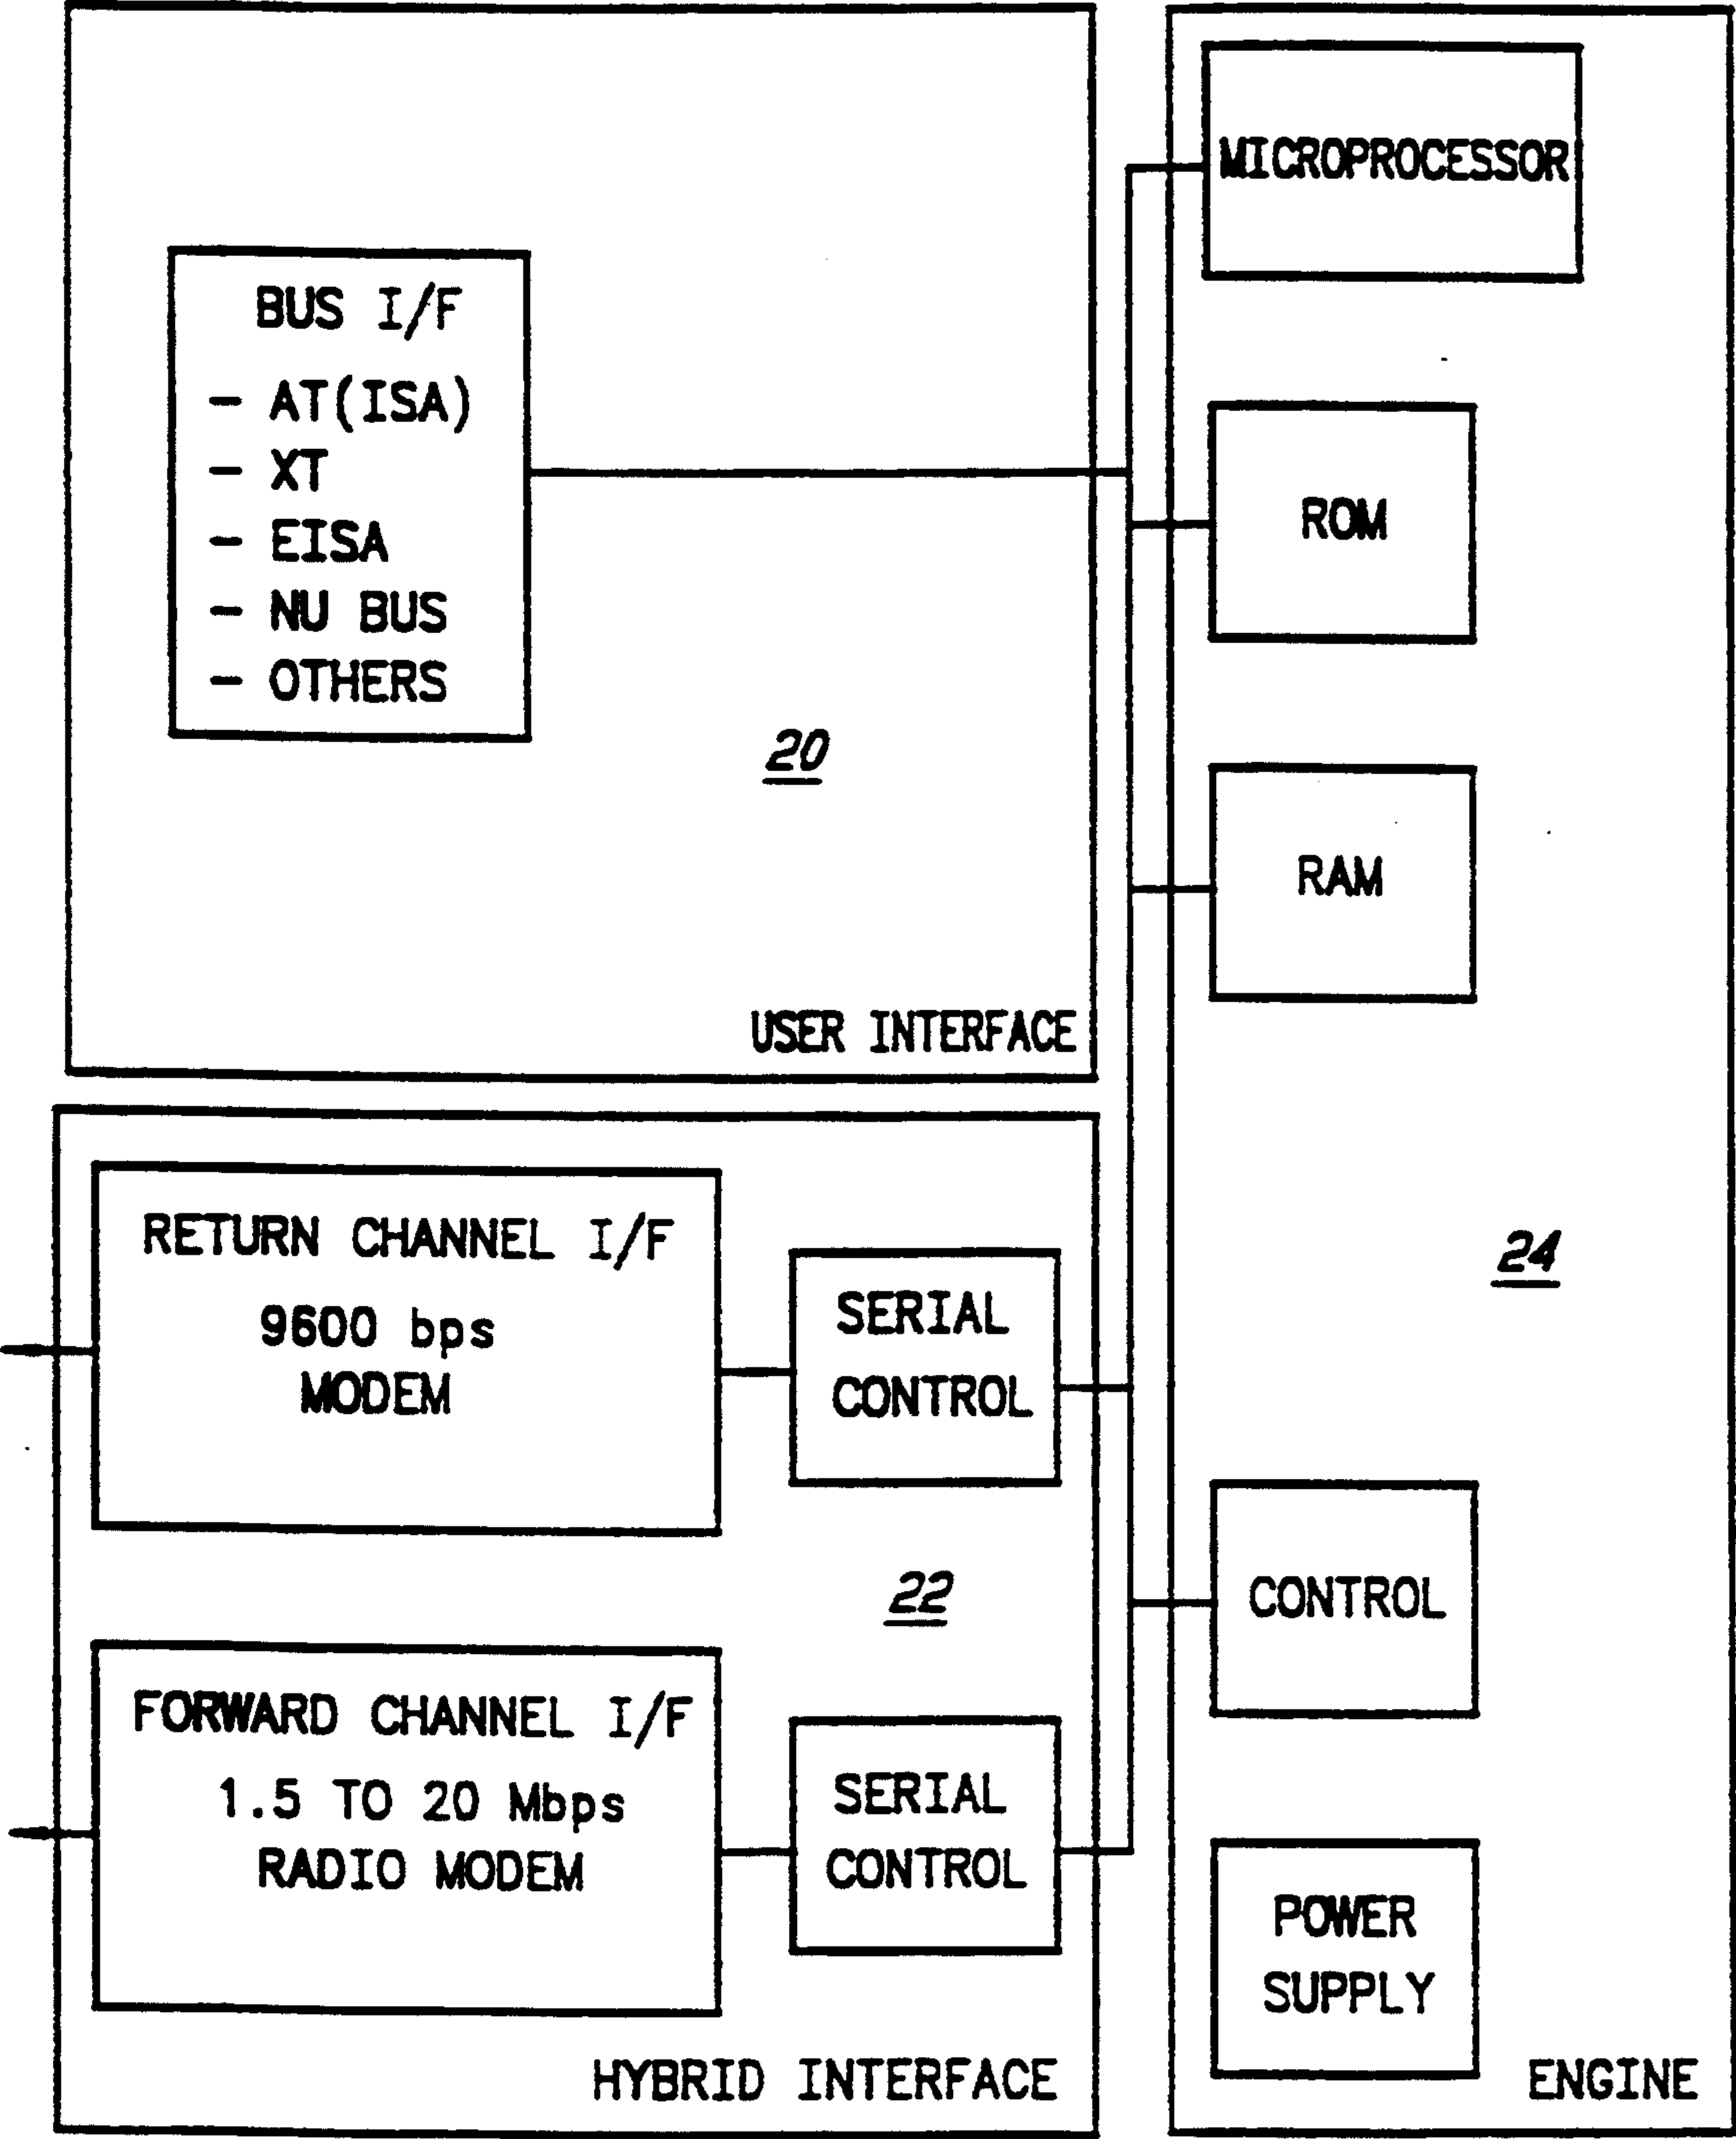 BUS I/F
- AT(ISA)
- XT
- EISA
- NU BUS
- OTHERS
20
USER INTERFACE
RETURN CHANNEL I/F
9600 bps
MODEM
SERIAL
CONTROL
22
FORWARD CHANNEL I/F
1.5 TO 20 Mbps
RADIO MODEM
SERIAL
CONTROL
HYBRID INTERFACE
MICROPROCESSOR
ROM
RAM
24
CONTROL
POWER
SUPPLY
ENGINE